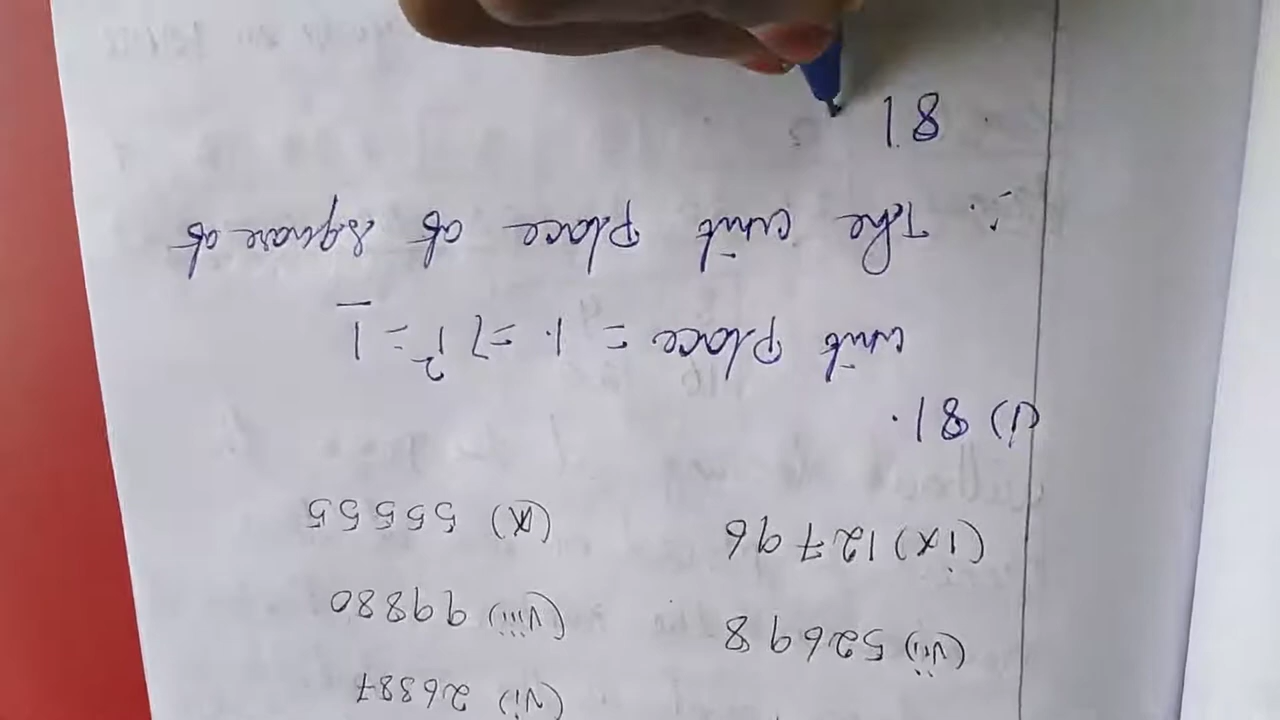 (vi) 26387
(vii) 52698 (viii) 99880
(ix) 12796 (x) 55555
(i) 81.
unit place = 1. => 1² = 1
∴ The unit place of square of
81